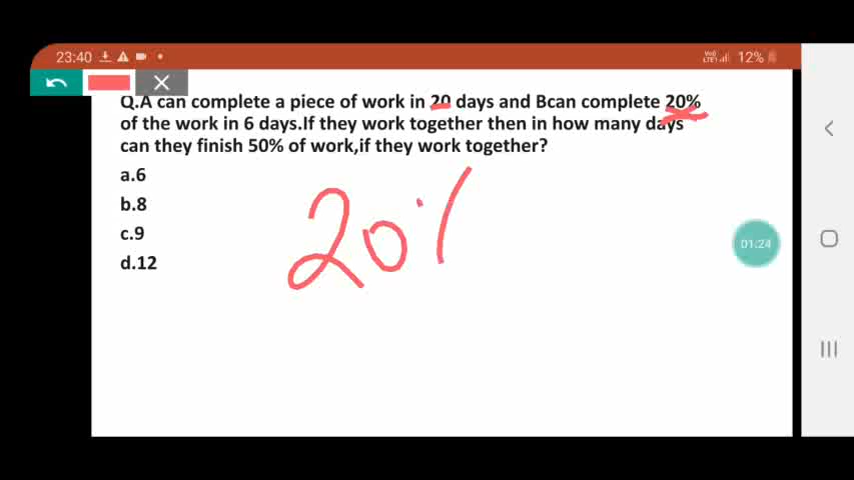 23:40
Vo) LTE) 12%
Q.A can complete a piece of work in 20 days and Bcan complete 20%
of the work in 6 days.If they work together then in how many days
can they finish 50% of work,if they work together?
a.6
b.8
c.9
d.12
20%
01:24